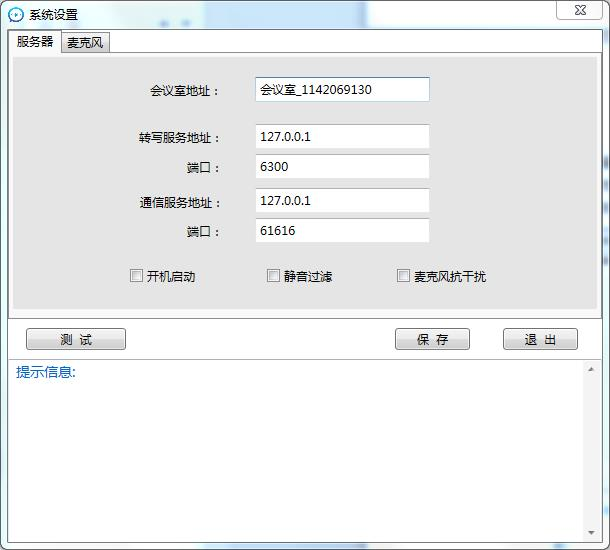 系统设置
服务器 麦克风
会议室地址： 会议室_1142069130
转写服务地址： 127.0.0.1
端口： 6300
通信服务地址： 127.0.0.1
端口： 61616
开机启动 静音过滤 麦克风抗干扰
测 试 保 存 退 出
提示信息: